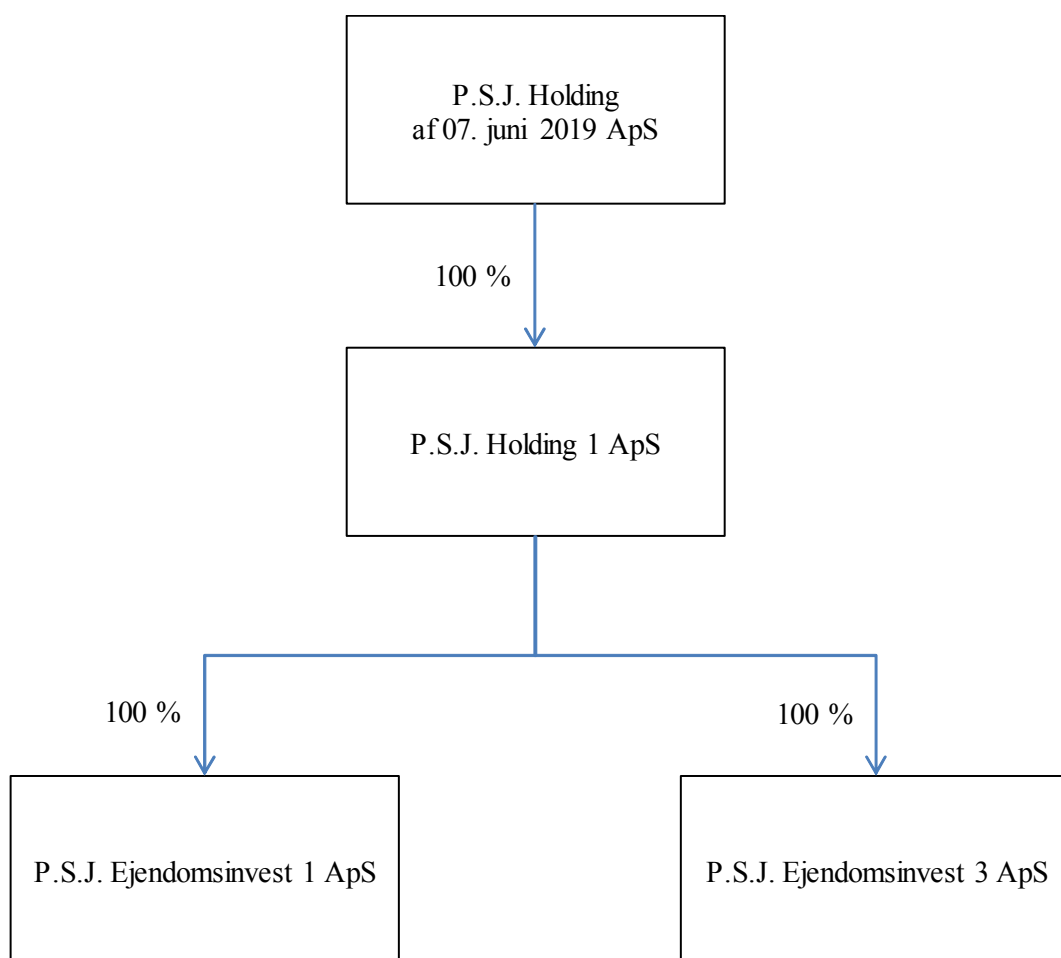 P.S.J. Holding
af 07. juni 2019 ApS
100 %
P.S.J. Holding 1 ApS
100 %
100 %
P.S.J. Ejendomsinvest 1 ApS
P.S.J. Ejendomsinvest 3 ApS